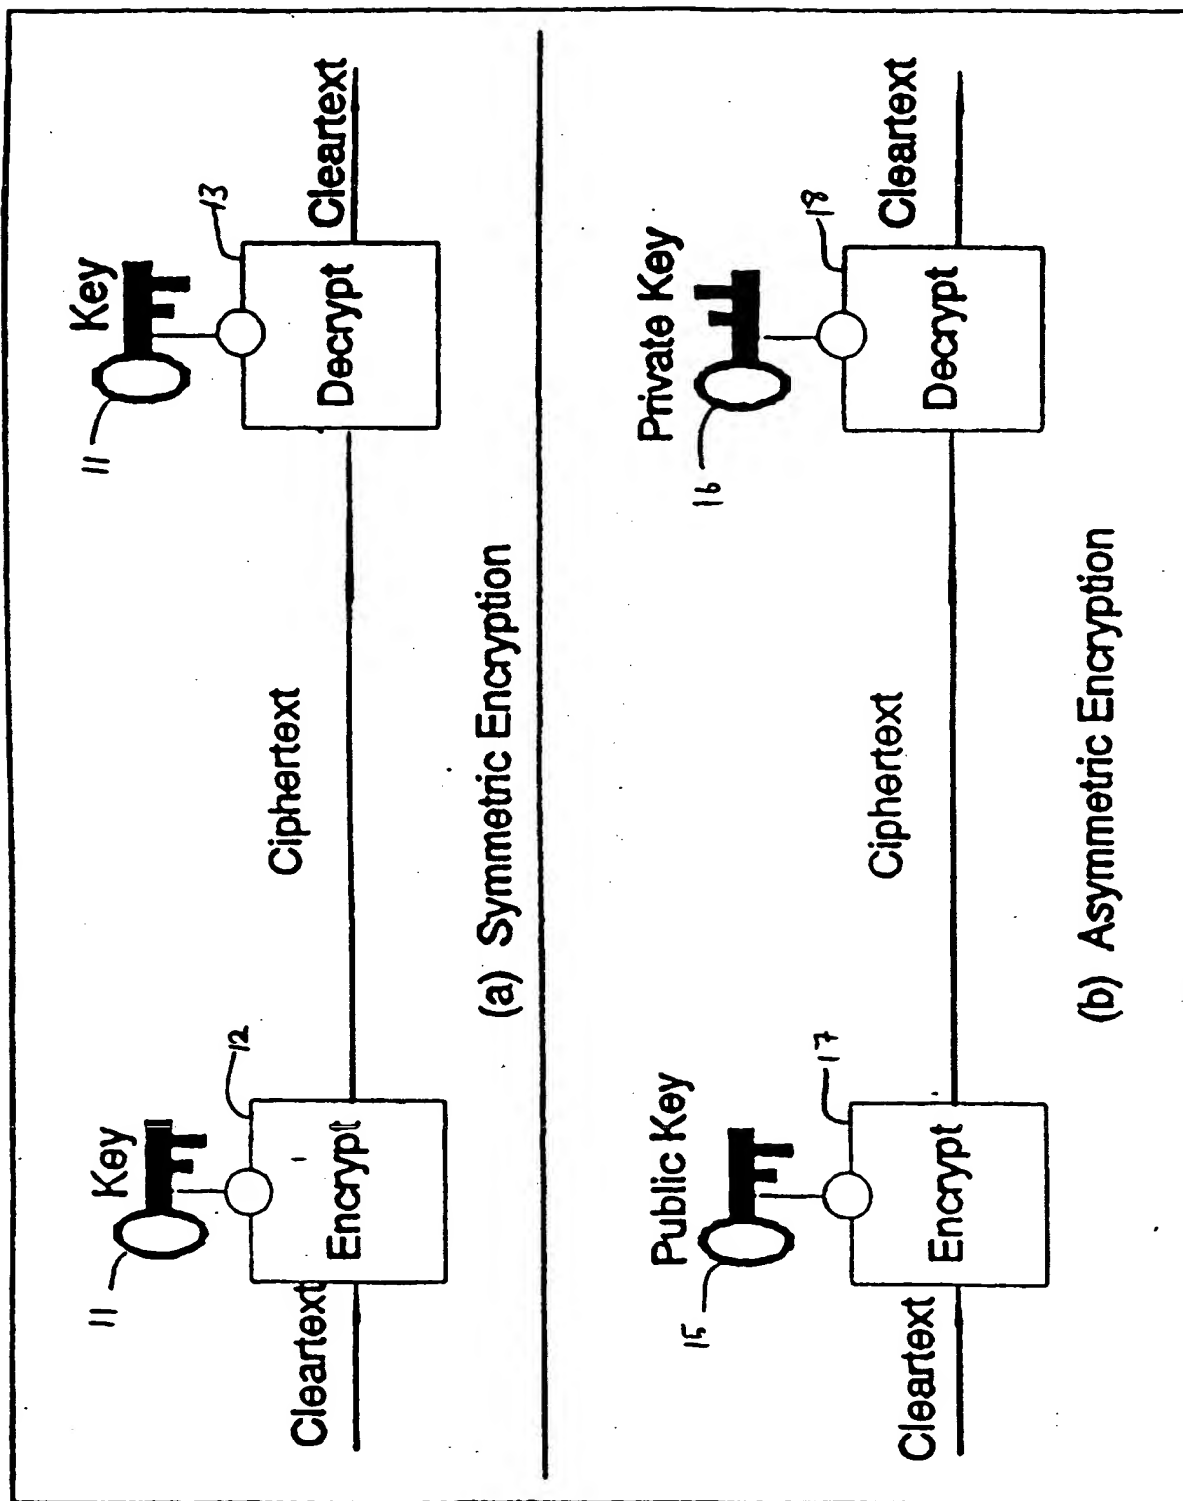 Key
Key
11
12
11
13
Cleartext
Encrypt
Ciphertext
Decrypt
Cleartext
(a) Symmetric Encryption
Public Key
Private Key
15
17
16
18
Cleartext
Encrypt
Ciphertext
Decrypt
Cleartext
(b) Asymmetric Encryption